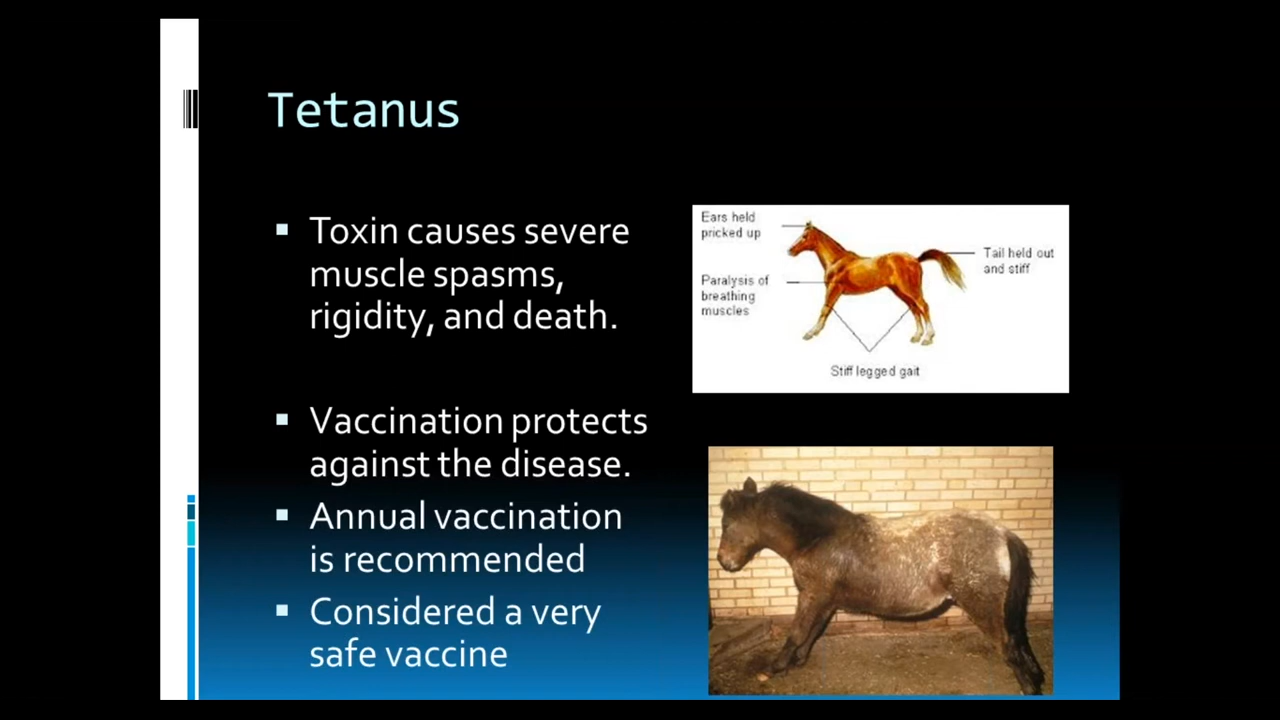 Tetanus
Toxin causes severe
muscle spasms,
rigidity, and death.
Vaccination protects
against the disease.
Annual vaccination
is recommended
Considered a very
safe vaccine
Ears held
pricked up
Tail held out
and stiff
Paralysis of
breathing
muscles
Stiff legged gait